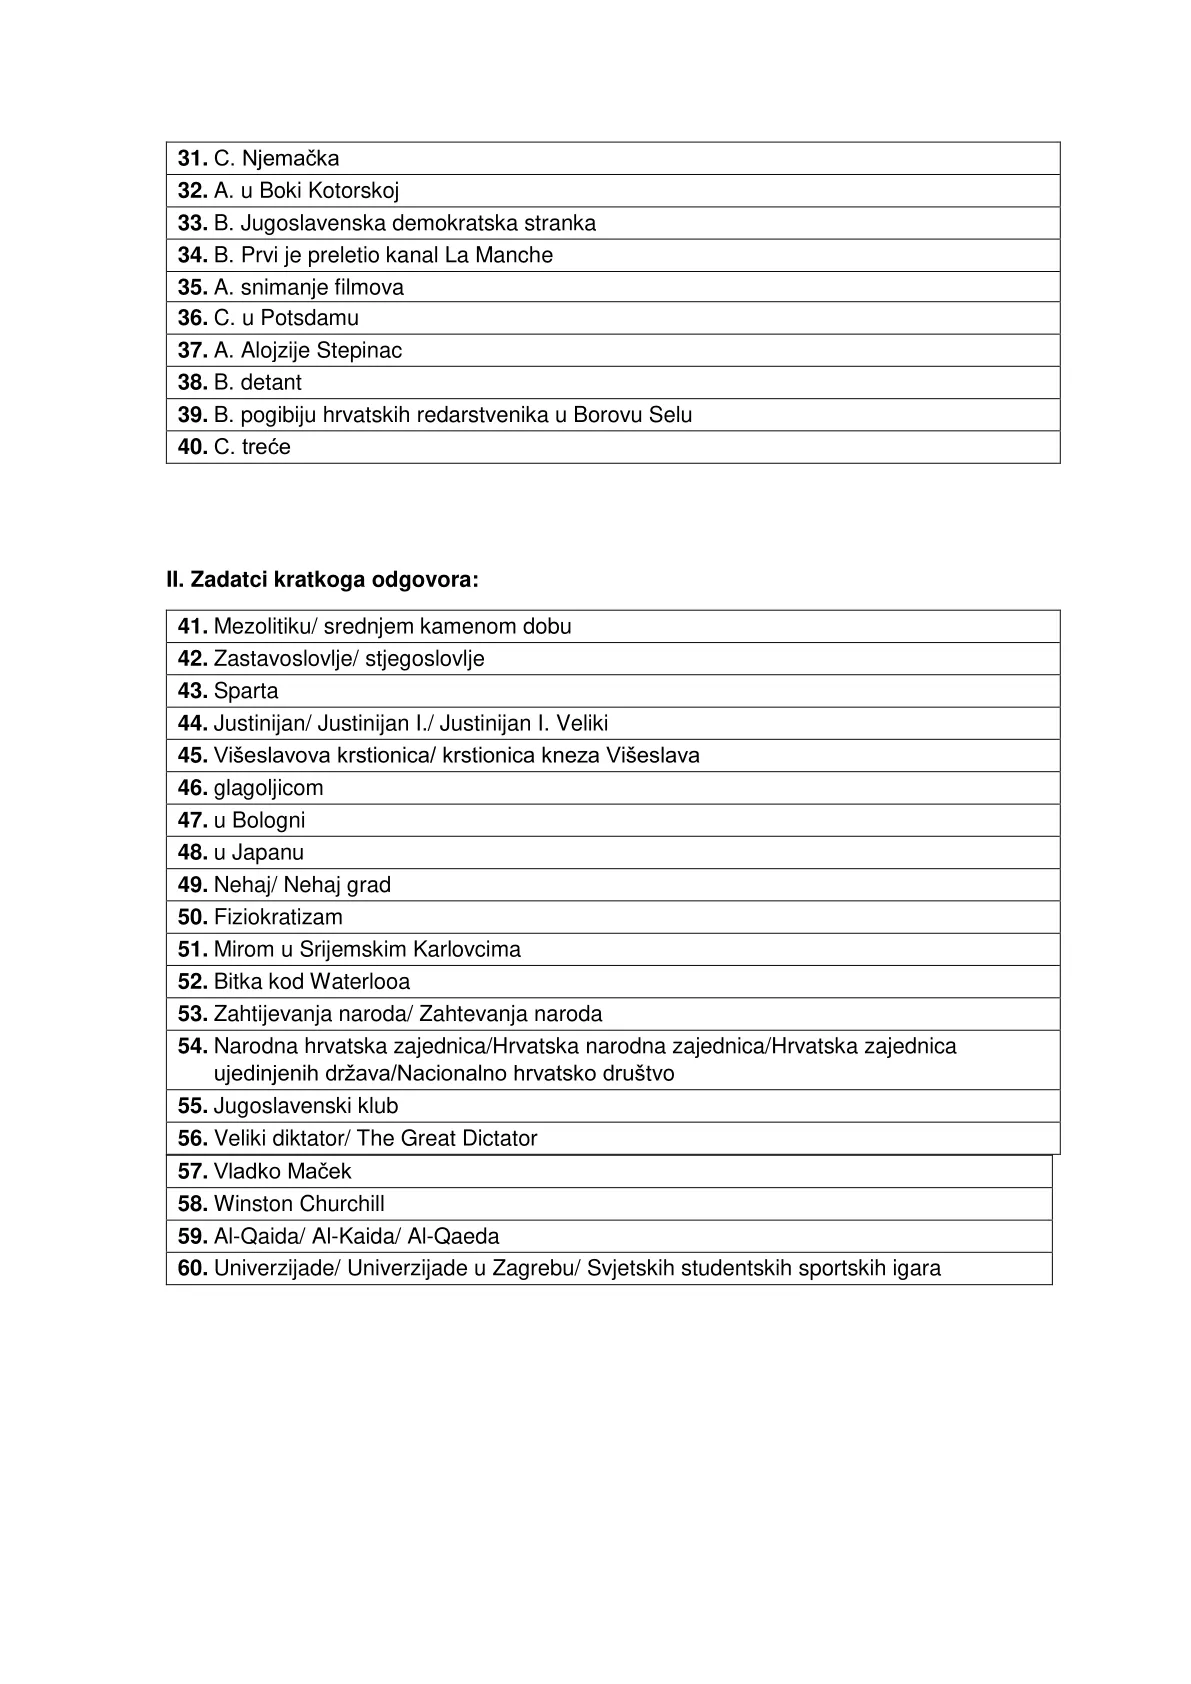 31. C. Njemačka
32. A. u Boki Kotorskoj
33. B. Jugoslavenska demokratska stranka
34. B. Prvi je preletio kanal La Manche
35. A. snimanje filmova
36. C. u Potsdamu
37. A. Alojzije Stepinac
38. B. detant
39. B. pogibiju hrvatskih redarstvenika u Borovu Selu
40. C. treće
II. Zadatci kratkoga odgovora:
41. Mezolitiku/ srednjem kamenom dobu
42. Zastavoslovlje/ stjegoslovlje
43. Sparta
44. Justinijan/ Justinijan I./ Justinijan I. Veliki
45. Višeslavova krstionica/ krstionica kneza Višeslava
46. glagoljicom
47. u Bologni
48. u Japanu
49. Nehaj/ Nehaj grad
50. Fiziokratizam
51. Mirom u Srijemskim Karlovcima
52. Bitka kod Waterlooa
53. Zahtijevanja naroda/ Zahtevanja naroda
54. Narodna hrvatska zajednica/Hrvatska narodna zajednica/Hrvatska zajednica
ujedinjenih država/Nacionalno hrvatsko društvo
55. Jugoslavenski klub
56. Veliki diktator/ The Great Dictator
57. Vladko Maček
58. Winston Churchill
59. Al-Qaida/ Al-Kaida/ Al-Qaeda
60. Univerzijade/ Univerzijade u Zagrebu/ Svjetskih studentskih sportskih igara